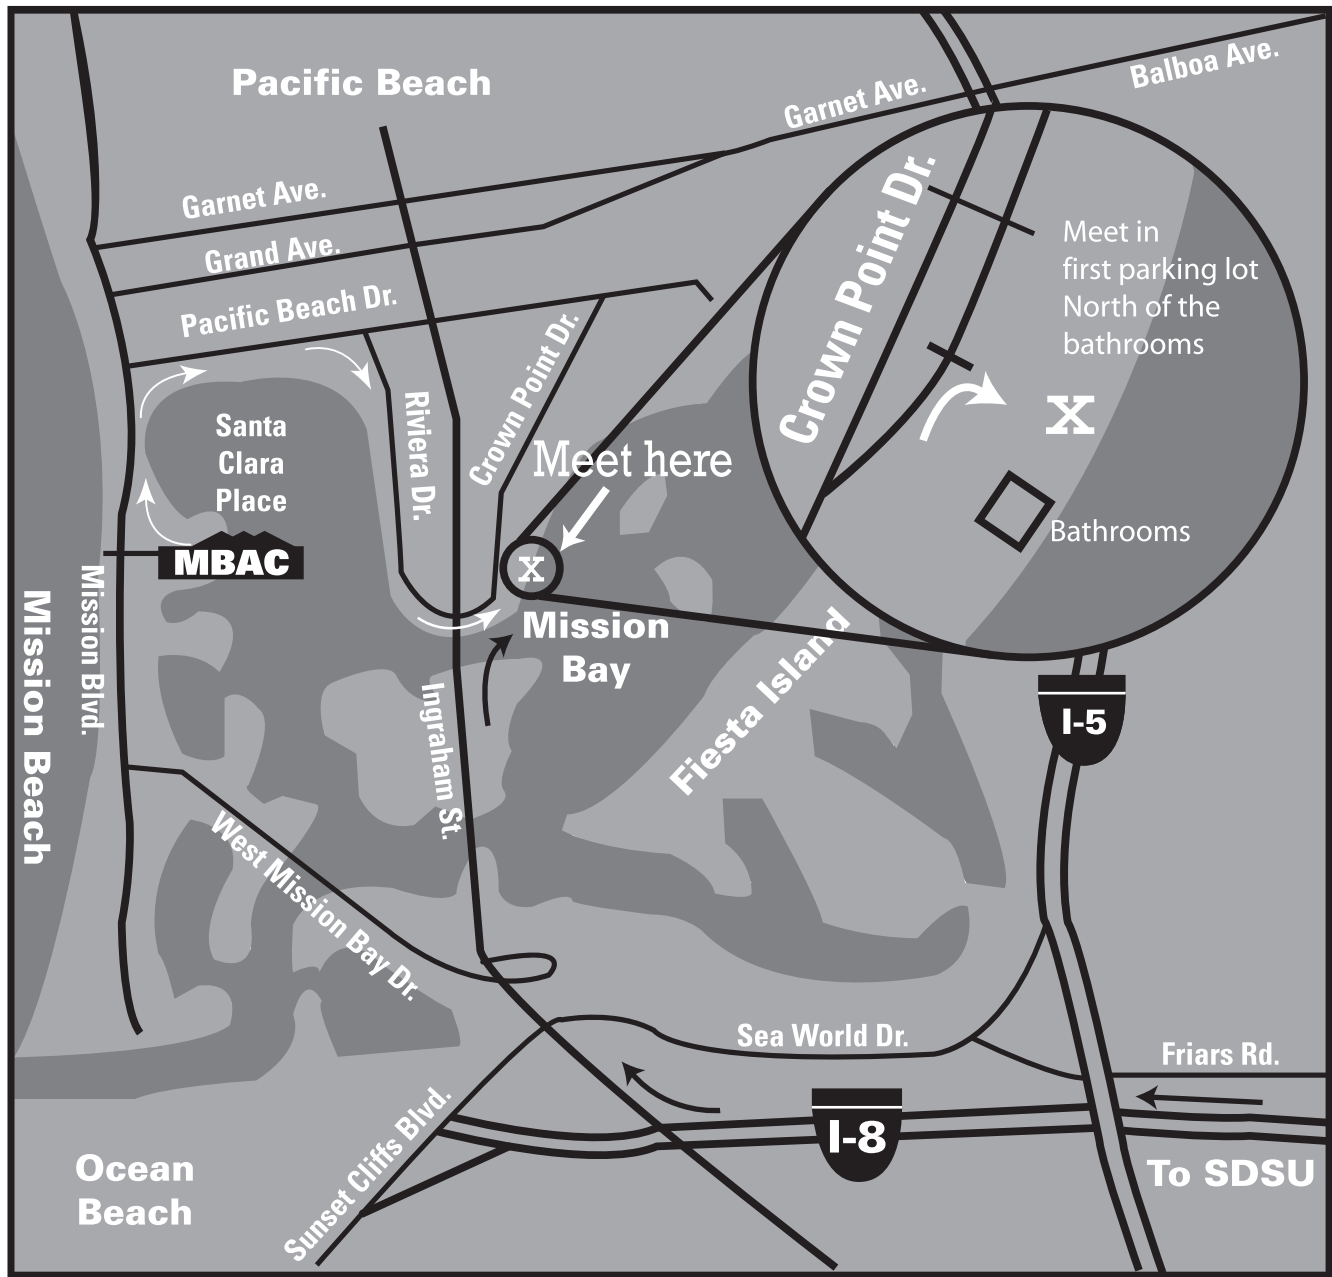 Pacific Beach
Garnet Ave.
Balboa Ave.
Garnet Ave.
Grand Ave.
Pacific Beach Dr.
Crown Point Dr.
Meet in
first parking lot
North of the
bathrooms
X
Bathrooms
Santa
Clara
Place
MBAC
Riviera Dr.
Crown Point Dr.
Meet here
X
Mission
Bay
Mission Beach
Mission Blvd.
Ingraham St.
Fiesta Island
I-5
West Mission Bay Dr.
Sea World Dr.
Friars Rd.
I-8
To SDSU
Sunset Cliffs Blvd.
Ocean
Beach